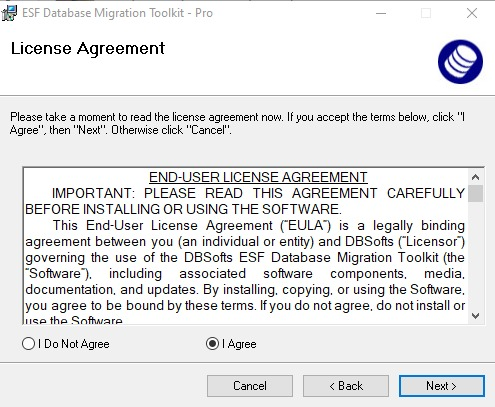 ESF Database Migration Toolkit - Pro
License Agreement
Please take a moment to read the license agreement now. If you accept the terms below, click "I
Agree", then "Next". Otherwise click "Cancel".
END-USER LICENSE AGREEMENT
IMPORTANT: PLEASE READ THIS AGREEMENT CAREFULLY
BEFORE INSTALLING OR USING THE SOFTWARE.
This End-User License Agreement (“EULA”) is a legally binding
agreement between you (an individual or entity) and DBSofts (“Licensor”)
governing the use of the DBSofts ESF Database Migration Toolkit (the
“Software”), including associated software components, media,
documentation, and updates. By installing, copying, or using the Software,
you agree to be bound by these terms. If you do not agree, do not install or
use the Software.
I Do Not Agree
I Agree
Cancel
< Back
Next >